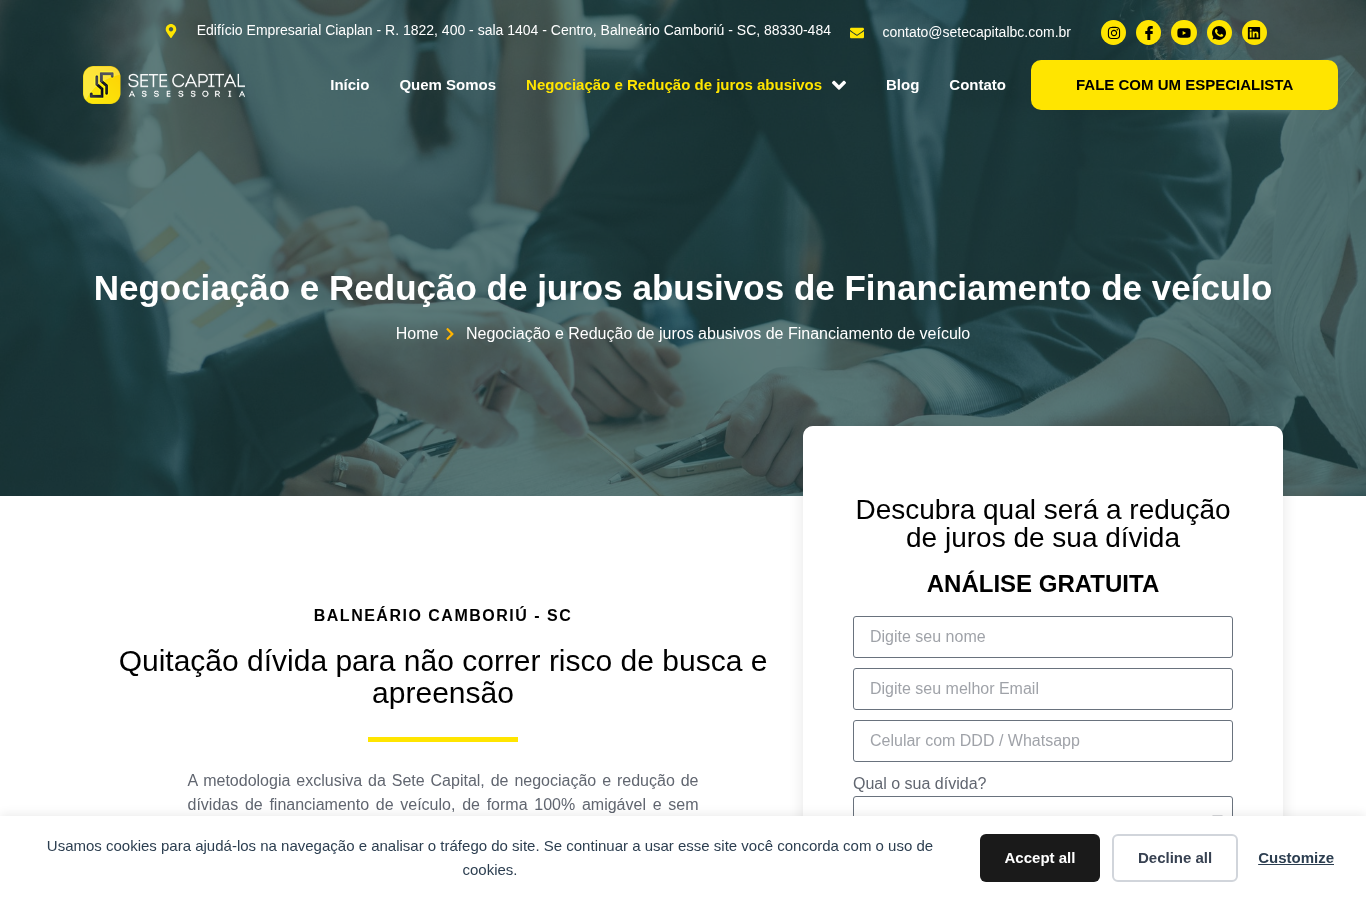 Edifício Empresarial Ciaplan - R. 1822, 400 - sala 1404 - Centro, Balneário Camboriú - SC, 88330-484
contato@setecapitalbc.com.br
SETE CAPITAL
ASSESSORIA
Início
Quem Somos
Negociação e Redução de juros abusivos
Blog
Contato
FALE COM UM ESPECIALISTA
Negociação e Redução de juros abusivos de Financiamento de veículo
Home
Negociação e Redução de juros abusivos de Financiamento de veículo
BALNEÁRIO CAMBORIÚ - SC
Quitação dívida para não correr risco de busca e
apreensão
A metodologia exclusiva da Sete Capital, de negociação e redução de
dívidas de financiamento de veículo, de forma 100% amigável e sem
Descubra qual será a redução
de juros de sua dívida
ANÁLISE GRATUITA
Digite seu nome
Digite seu melhor Email
Celular com DDD / Whatsapp
Qual o sua dívida?
Usamos cookies para ajudá-los na navegação e analisar o tráfego do site. Se continuar a usar esse site você concorda com o uso de
cookies.
Accept all
Decline all
Customize